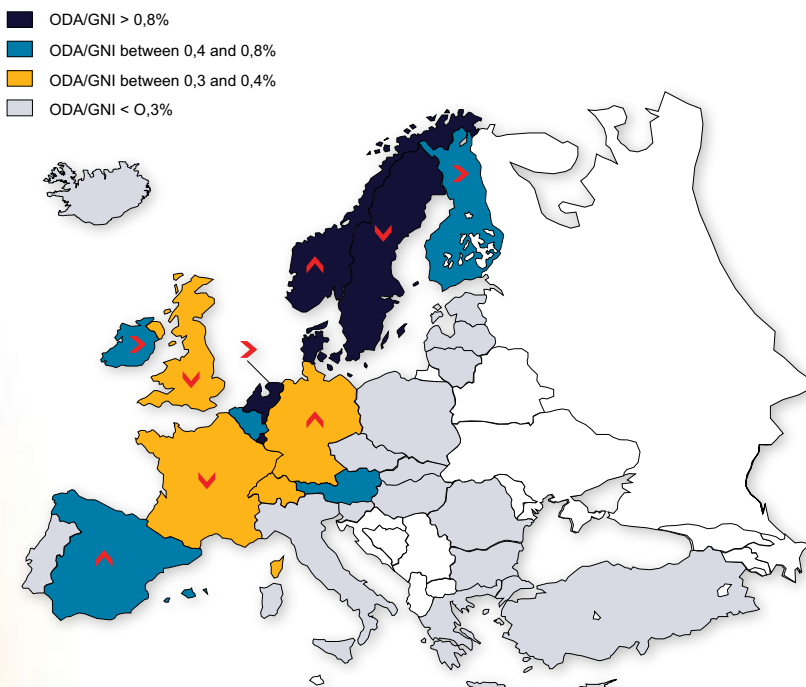 ODA/GNI > 0,8%
ODA/GNI between 0,4 and 0,8%
ODA/GNI between 0,3 and 0,4%
ODA/GNI < O,3%